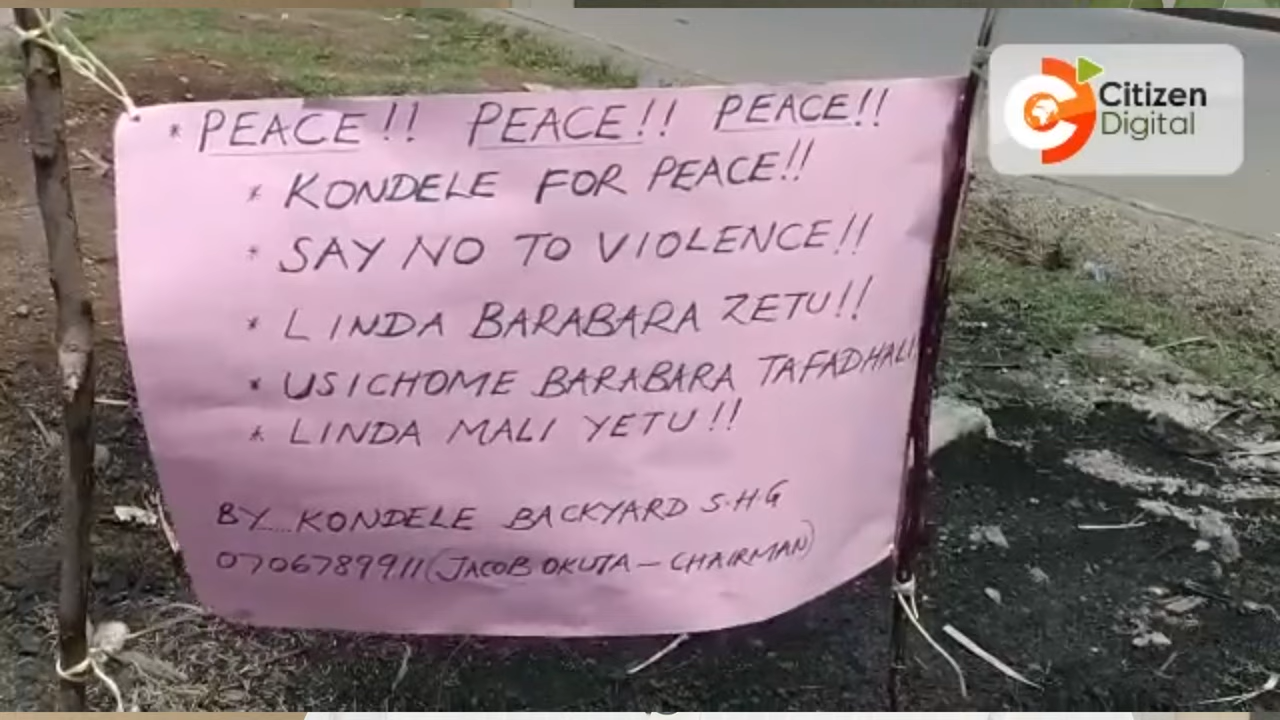 * PEACE!! PEACE!! PEACE!!
* KONDELE FOR PEACE!!
* SAY NO TO VIOLENCE!!
* LINDA BARABARA ZETU!!
* USICHOME BARABARA TAFADHALI
* LINDA MALI YETU!!
BY....KONDELE BACKYARD S.H.G
0706789911(JACOB OKUTA - CHAIRMAN)
Citizen
Digital